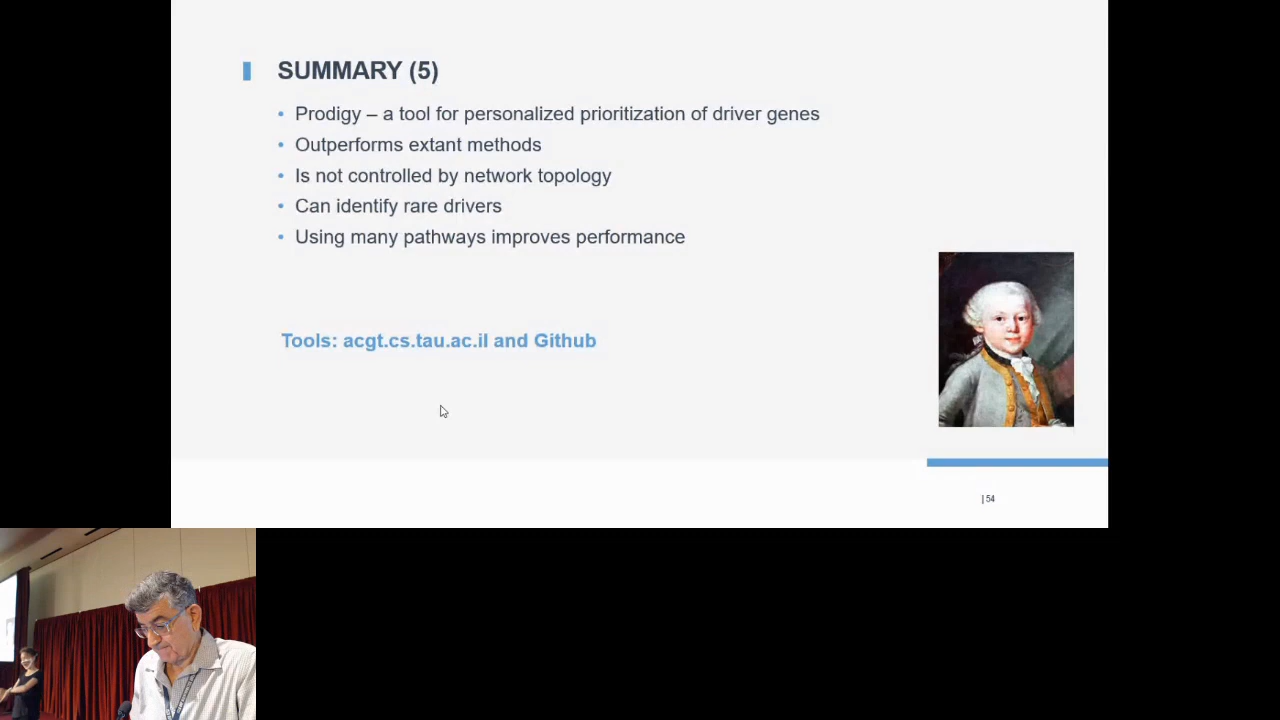 SUMMARY (5)
• Prodigy – a tool for personalized prioritization of driver genes
• Outperforms extant methods
• Is not controlled by network topology
• Can identify rare drivers
• Using many pathways improves performance
Tools: acgt.cs.tau.ac.il and Github
| 54